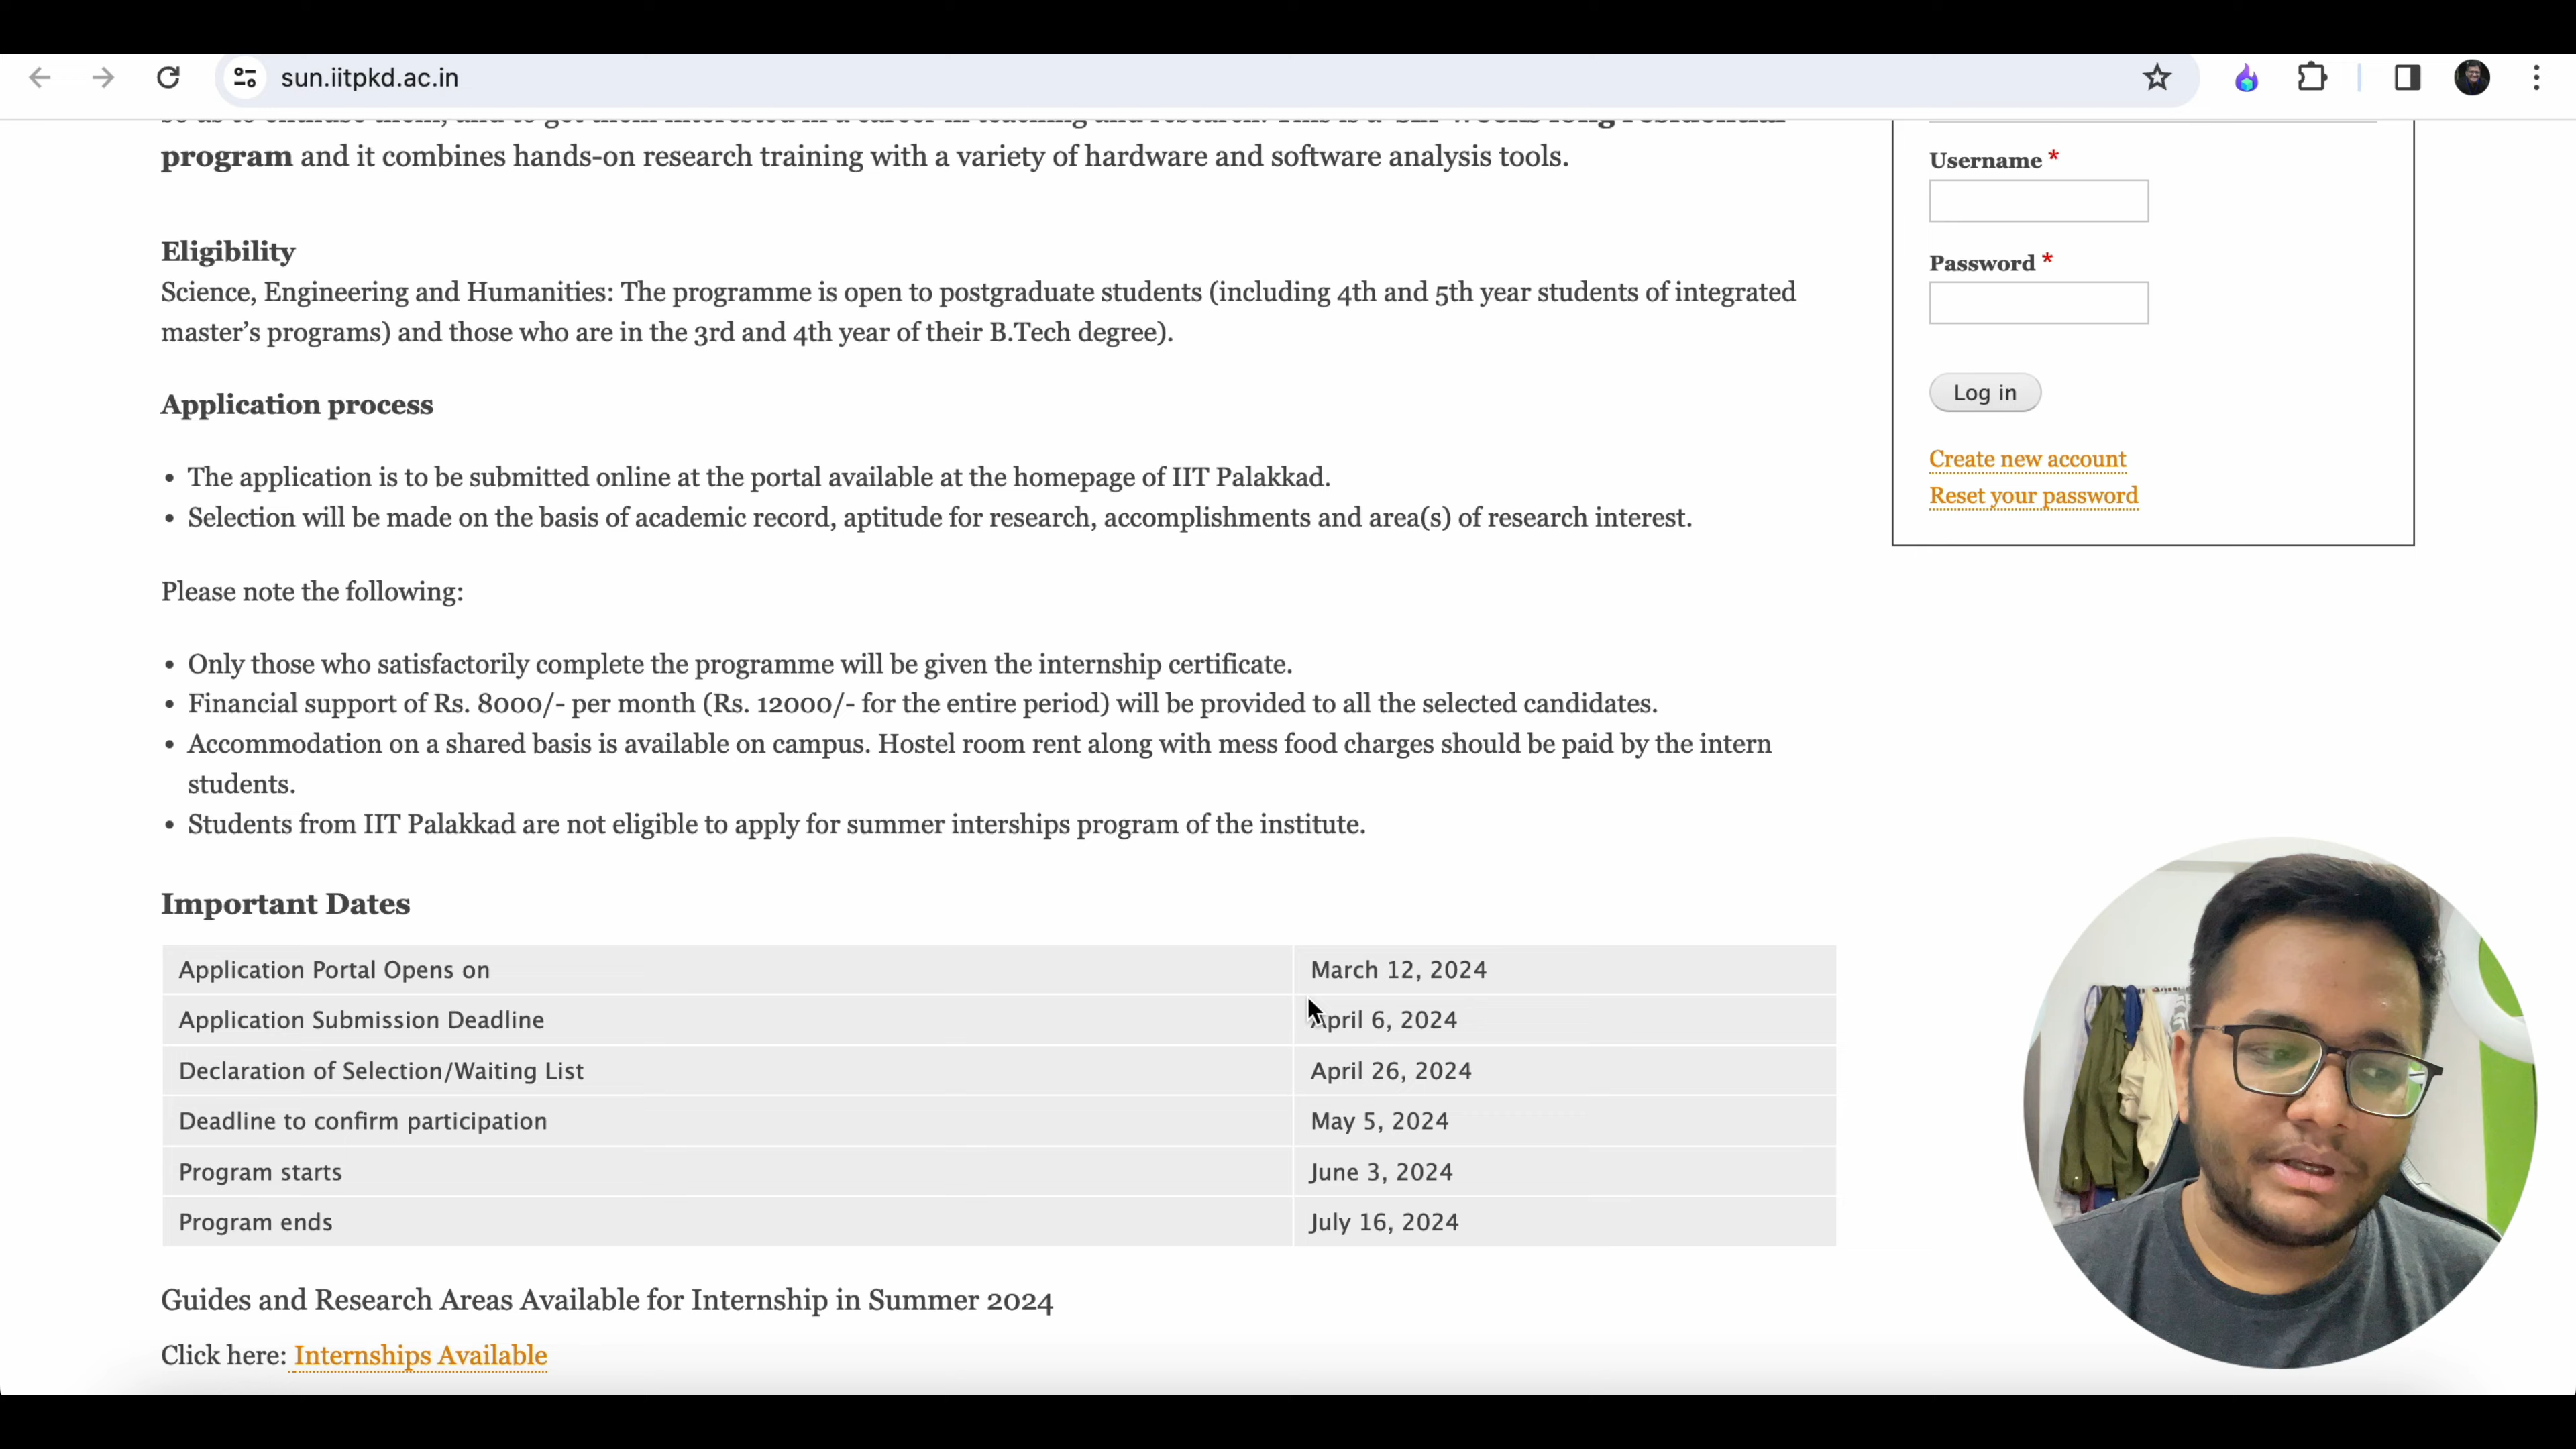 sun.iitpkd.ac.in
program and it combines hands-on research training with a variety of hardware and software analysis tools.
Eligibility
Science, Engineering and Humanities: The programme is open to postgraduate students (including 4th and 5th year students of integrated
master's programs) and those who are in the 3rd and 4th year of their B.Tech degree).
Application process
• The application is to be submitted online at the portal available at the homepage of IIT Palakkad.
• Selection will be made on the basis of academic record, aptitude for research, accomplishments and area(s) of research interest.
Please note the following:
• Only those who satisfactorily complete the programme will be given the internship certificate.
• Financial support of Rs. 8000/- per month (Rs. 12000/- for the entire period) will be provided to all the selected candidates.
• Accommodation on a shared basis is available on campus. Hostel room rent along with mess food charges should be paid by the intern
students.
• Students from IIT Palakkad are not eligible to apply for summer interships program of the institute.
Important Dates
Application Portal Opens on March 12, 2024
Application Submission Deadline April 6, 2024
Declaration of Selection/Waiting List April 26, 2024
Deadline to confirm participation May 5, 2024
Program starts June 3, 2024
Program ends July 16, 2024
Guides and Research Areas Available for Internship in Summer 2024
Click here: Internships Available
Username *
Password *
Log in
Create new account
Reset your password